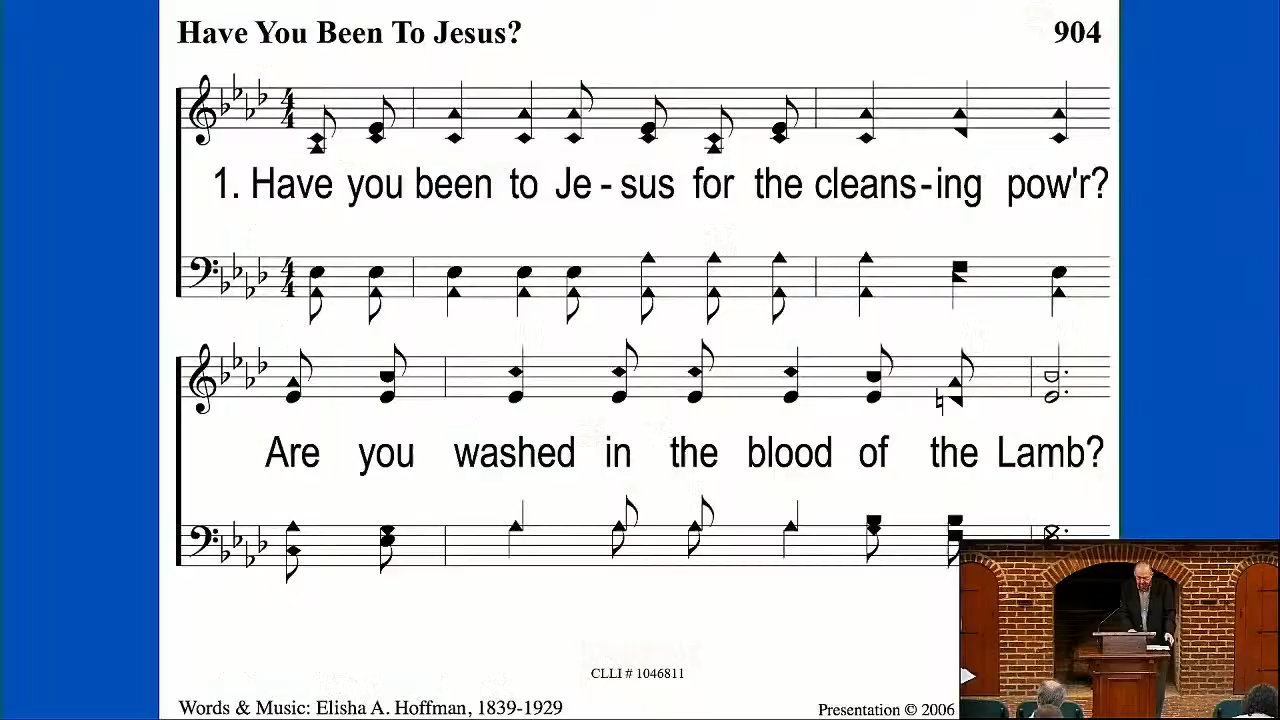 Have You Been To Jesus? 904
1. Have you been to Je - sus for the cleans - ing pow'r?
Are you washed in the blood of the Lamb?
CLLI # 1046811
Words & Music: Elisha A. Hoffman, 1839-1929 Presentation © 2006